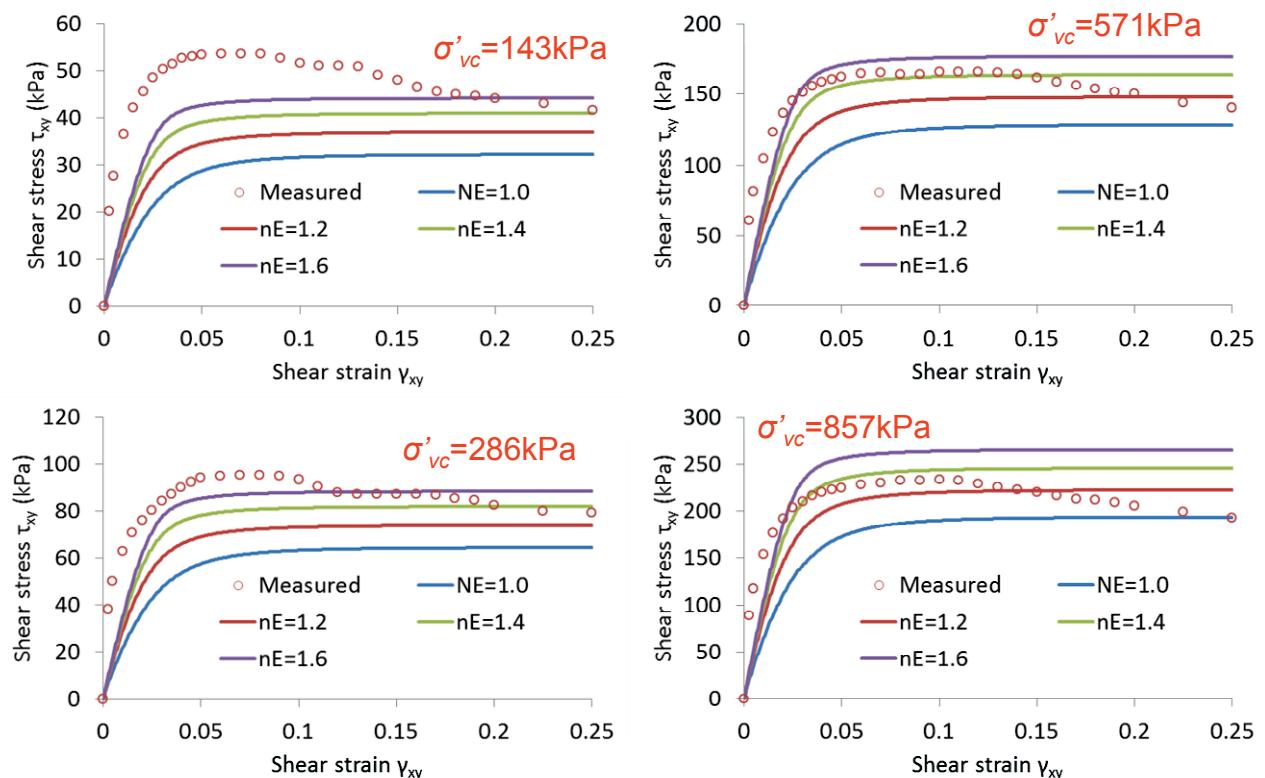 σ'vc=143kPa
Shear stress τxy (kPa)
60
50
40
30
20
10
0
Measured NE=1.0
nE=1.2 nE=1.4
nE=1.6
0 0.05 0.1 0.15 0.2 0.25
Shear strain γxy
σ'vc=571kPa
Shear stress τxy (kPa)
200
150
100
50
0
Measured NE=1.0
nE=1.2 nE=1.4
nE=1.6
0 0.05 0.1 0.15 0.2 0.25
Shear strain γxy
σ'vc=286kPa
Shear stress τxy (kPa)
120
100
80
60
40
20
0
Measured NE=1.0
nE=1.2 nE=1.4
nE=1.6
0 0.05 0.1 0.15 0.2 0.25
Shear strain γxy
σ'vc=857kPa
Shear stress τxy (kPa)
300
250
200
150
100
50
0
Measured NE=1.0
nE=1.2 nE=1.4
nE=1.6
0 0.05 0.1 0.15 0.2 0.25
Shear strain γxy